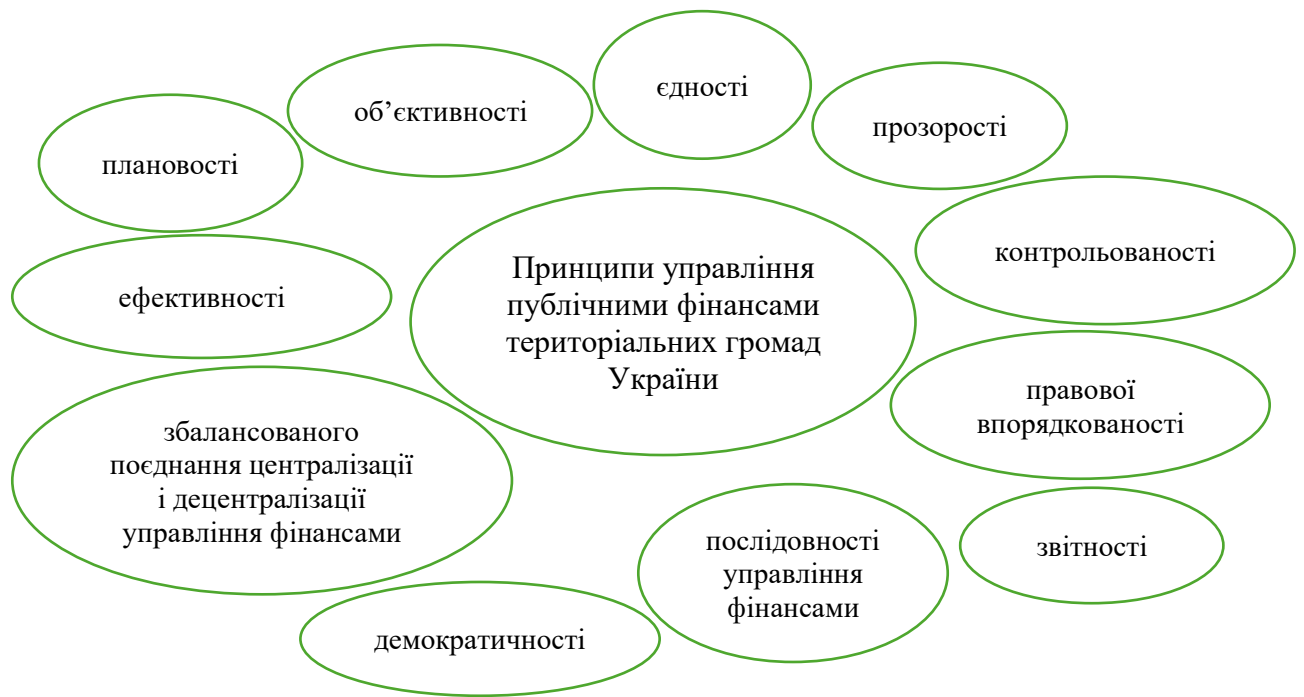 єдності
об’єктивності
прозорості
плановості
контрольованості
Принципи управління
публічними фінансами
територіальних громад
України
ефективності
правової
впорядкованості
збалансованого
поєднання централізації
і децентралізації
управління фінансами
послідовності
управління
фінансами
звітності
демократичності